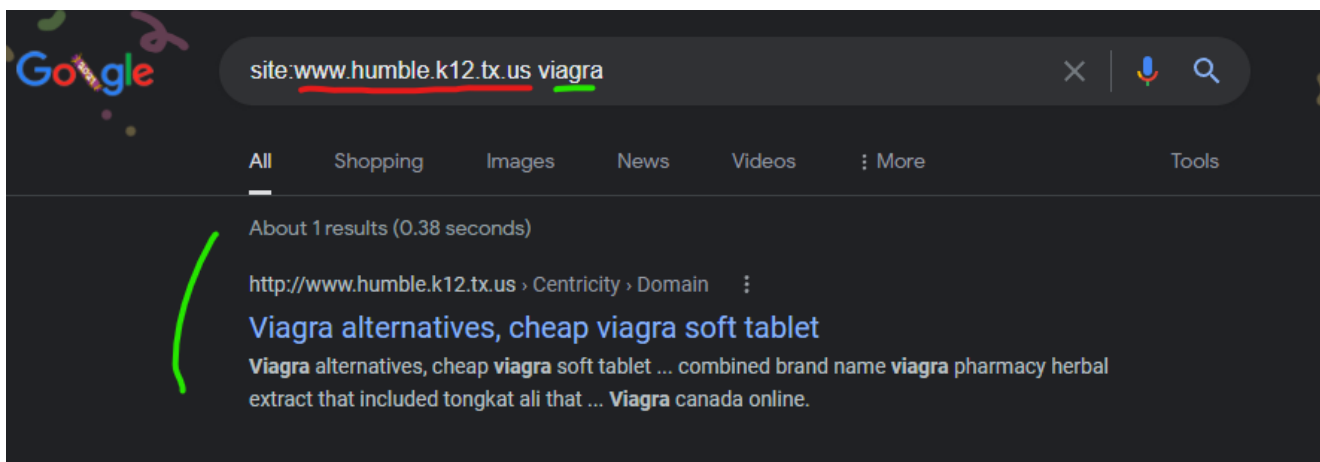 Google
site:www.humble.k12.tx.us viagra
All Shopping Images News Videos More Tools
About 1 results (0.38 seconds)
http://www.humble.k12.tx.us › Centricity › Domain
Viagra alternatives, cheap viagra soft tablet
Viagra alternatives, cheap viagra soft tablet ... combined brand name viagra pharmacy herbal
extract that included tongkat ali that ... Viagra canada online.